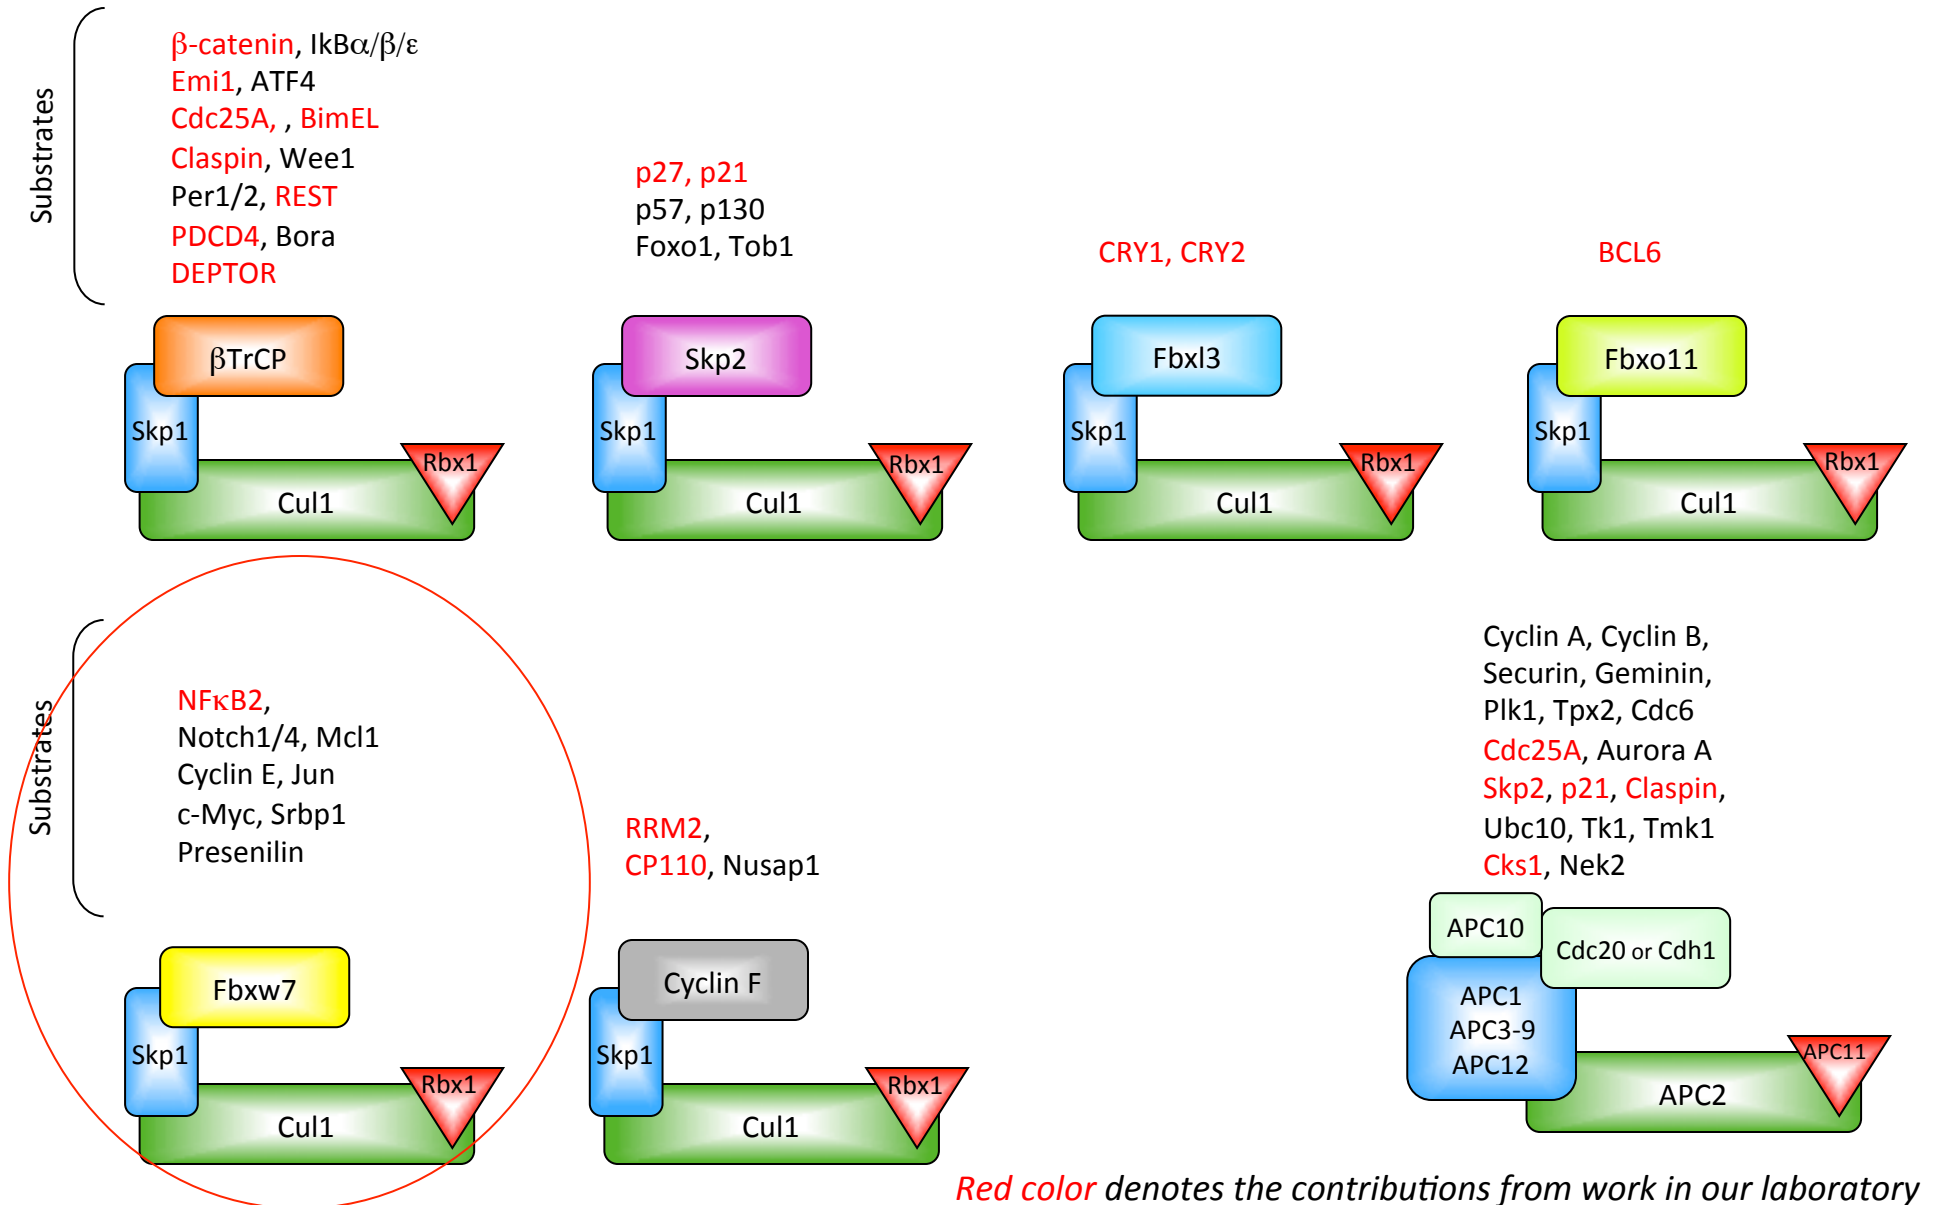 Substrates
β-catenin, IkBα/β/ε
Emi1, ATF4
Cdc25A, , BimEL
Claspin, Wee1
Per1/2, REST
PDCD4, Bora
DEPTOR
βTrCP
Skp1
Rbx1
Cul1
p27, p21
p57, p130
Foxo1, Tob1
Skp2
Skp1
Rbx1
Cul1
CRY1, CRY2
Fbxl3
Skp1
Rbx1
Cul1
BCL6
Fbxo11
Skp1
Rbx1
Cul1
Substrates
NFκB2,
Notch1/4, Mcl1
Cyclin E, Jun
c-Myc, Srbp1
Presenilin
Fbxw7
Skp1
Rbx1
Cul1
RRM2,
CP110, Nusap1
Cyclin F
Skp1
Rbx1
Cul1
Cyclin A, Cyclin B,
Securin, Geminin,
Plk1, Tpx2, Cdc6
Cdc25A, Aurora A
Skp2, p21, Claspin,
Ubc10, Tk1, Tmk1
Cks1, Nek2
APC10
Cdc20 or Cdh1
APC1
APC3-9
APC12
APC11
APC2
Red color denotes the contributions from work in our laboratory